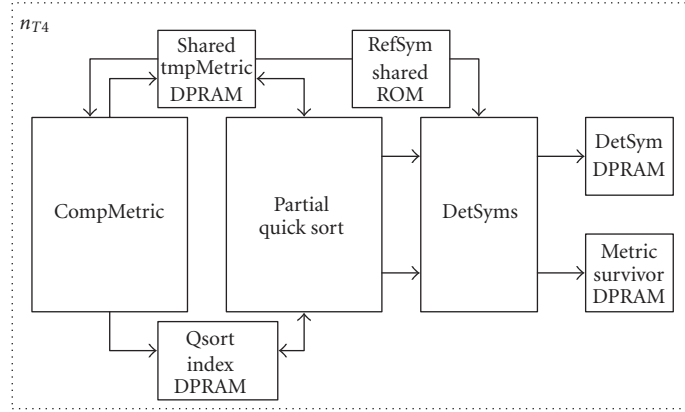 nT4
Shared
tmpMetric
DPRAM
RefSym
shared
ROM
CompMetric
Partial
quick sort
DetSyms
DetSym
DPRAM
Metric
survivor
DPRAM
Qsort
index
DPRAM